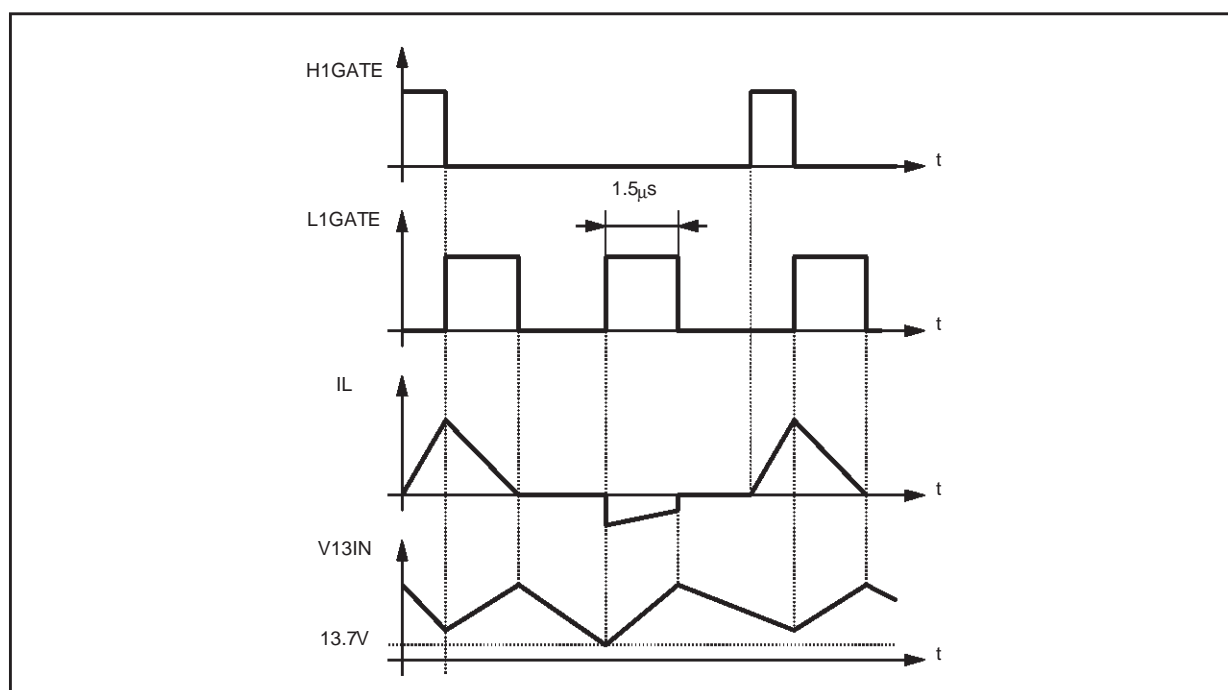 H1GATE
t
1.5μs
L1GATE
t
IL
t
V13IN
13.7V
t